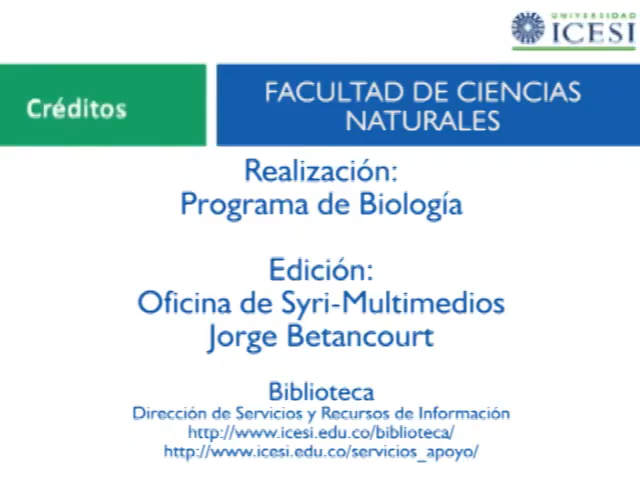 UNIVERSIDAD
ICESI
Créditos
FACULTAD DE CIENCIAS
NATURALES
Realización:
Programa de Biología
Edición:
Oficina de Syri-Multimedios
Jorge Betancourt
Biblioteca
Dirección de Servicios y Recursos de Información
http://www.icesi.edu.co/biblioteca/
http://www.icesi.edu.co/servicios_apoyo/